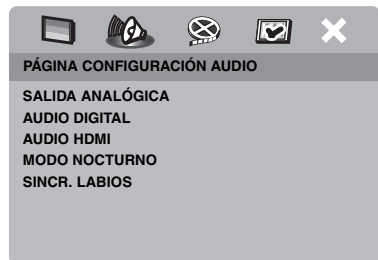 PÁGINA CONFIGURACIÓN AUDIO
SALIDA ANALÓGICA
AUDIO DIGITAL
AUDIO HDMI
MODO NOCTURNO
SINCR. LABIOS